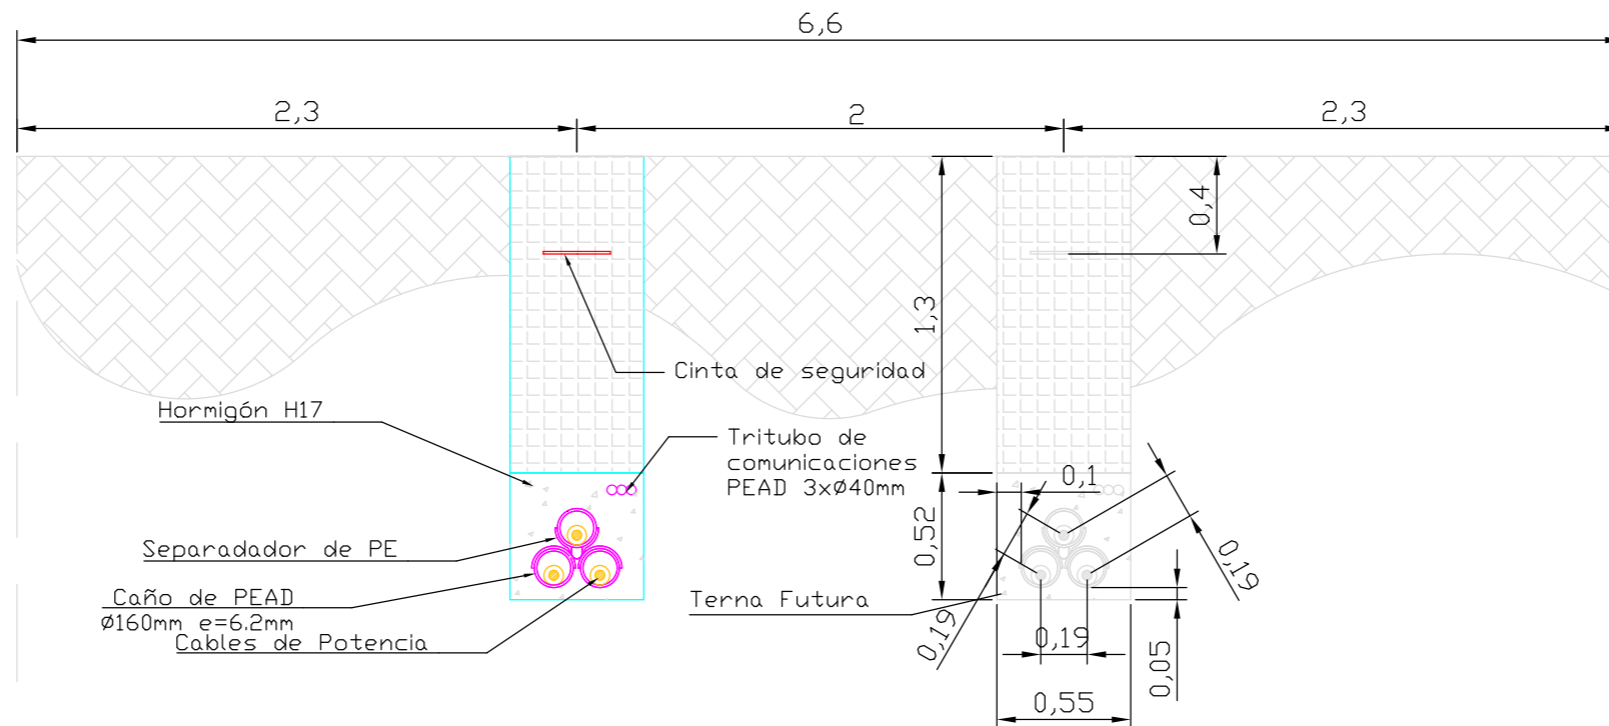 6,6
2,3
2
2,3
0,4
1,3
Cinta de seguridad
Hormigón H17
Tritubo de
comunicaciones
PEAD 3xØ40mm
0,1
0,52
Separadador de PE
0,19
Caño de PEAD
Ø160mm e=6.2mm
Terna Futura
Cables de Potencia
0,19
0,19
0,05
0,55